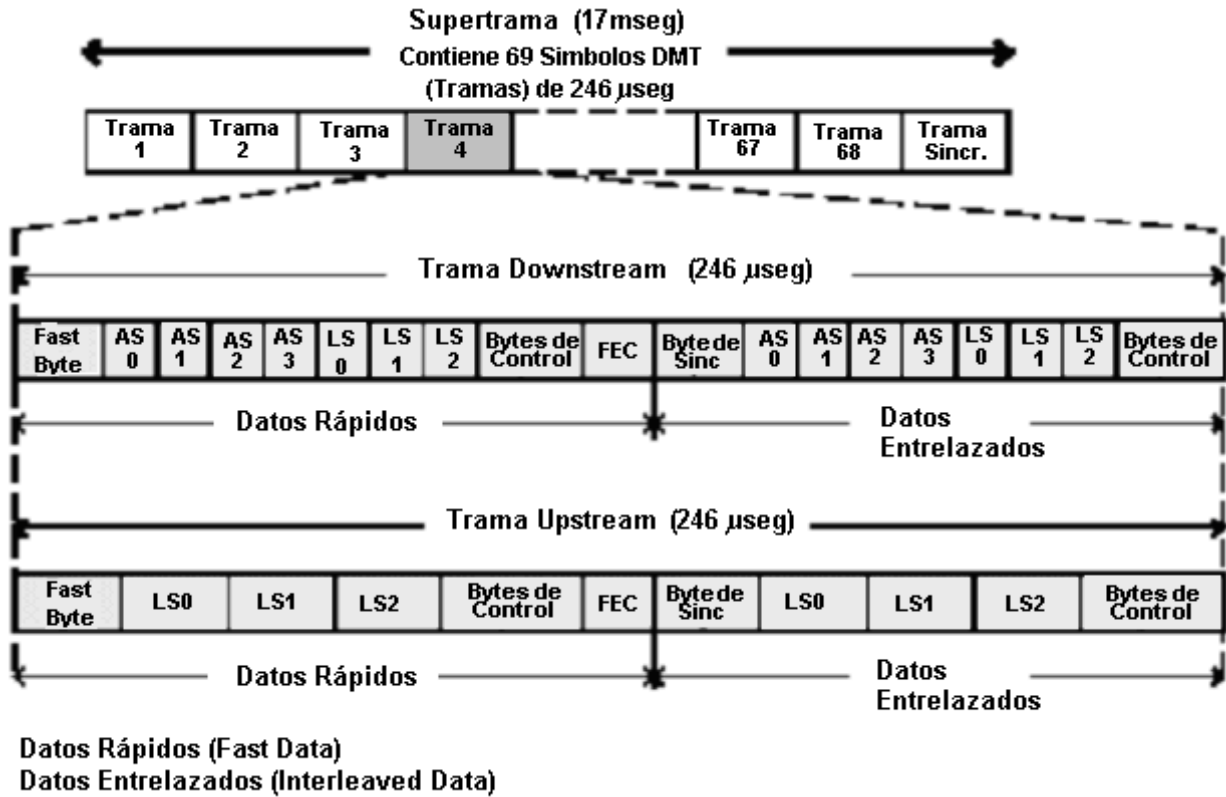 Supertrama (17mseg)
Contiene 69 Simbolos DMT
(Tramas) de 246 µseg
Trama 1 Trama 2 Trama 3 Trama 4 Trama 67 Trama 68 Trama Sincr.
Trama Downstream (246 µseg)
Fast Byte AS 0 AS 1 AS 2 AS 3 LS 0 LS 1 LS 2 Bytes de Control FEC Byte de Sinc AS 0 AS 1 AS 2 AS 3 LS 0 LS 1 LS 2 Bytes de Control
Datos Rápidos Datos
Entrelazados
Trama Upstream (246 µseg)
Fast Byte LS0 LS1 LS2 Bytes de Control FEC Byte de Sinc LS0 LS1 LS2 Bytes de Control
Datos Rápidos Datos
Entrelazados
Datos Rápidos (Fast Data)
Datos Entrelazados (Interleaved Data)